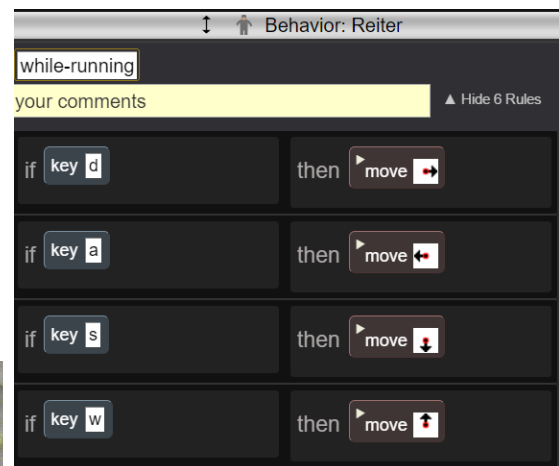 Behavior: Reiter
while-running
your comments ▲ Hide 6 Rules
if key d then move
if key a then move
if key s then move
if key w then move